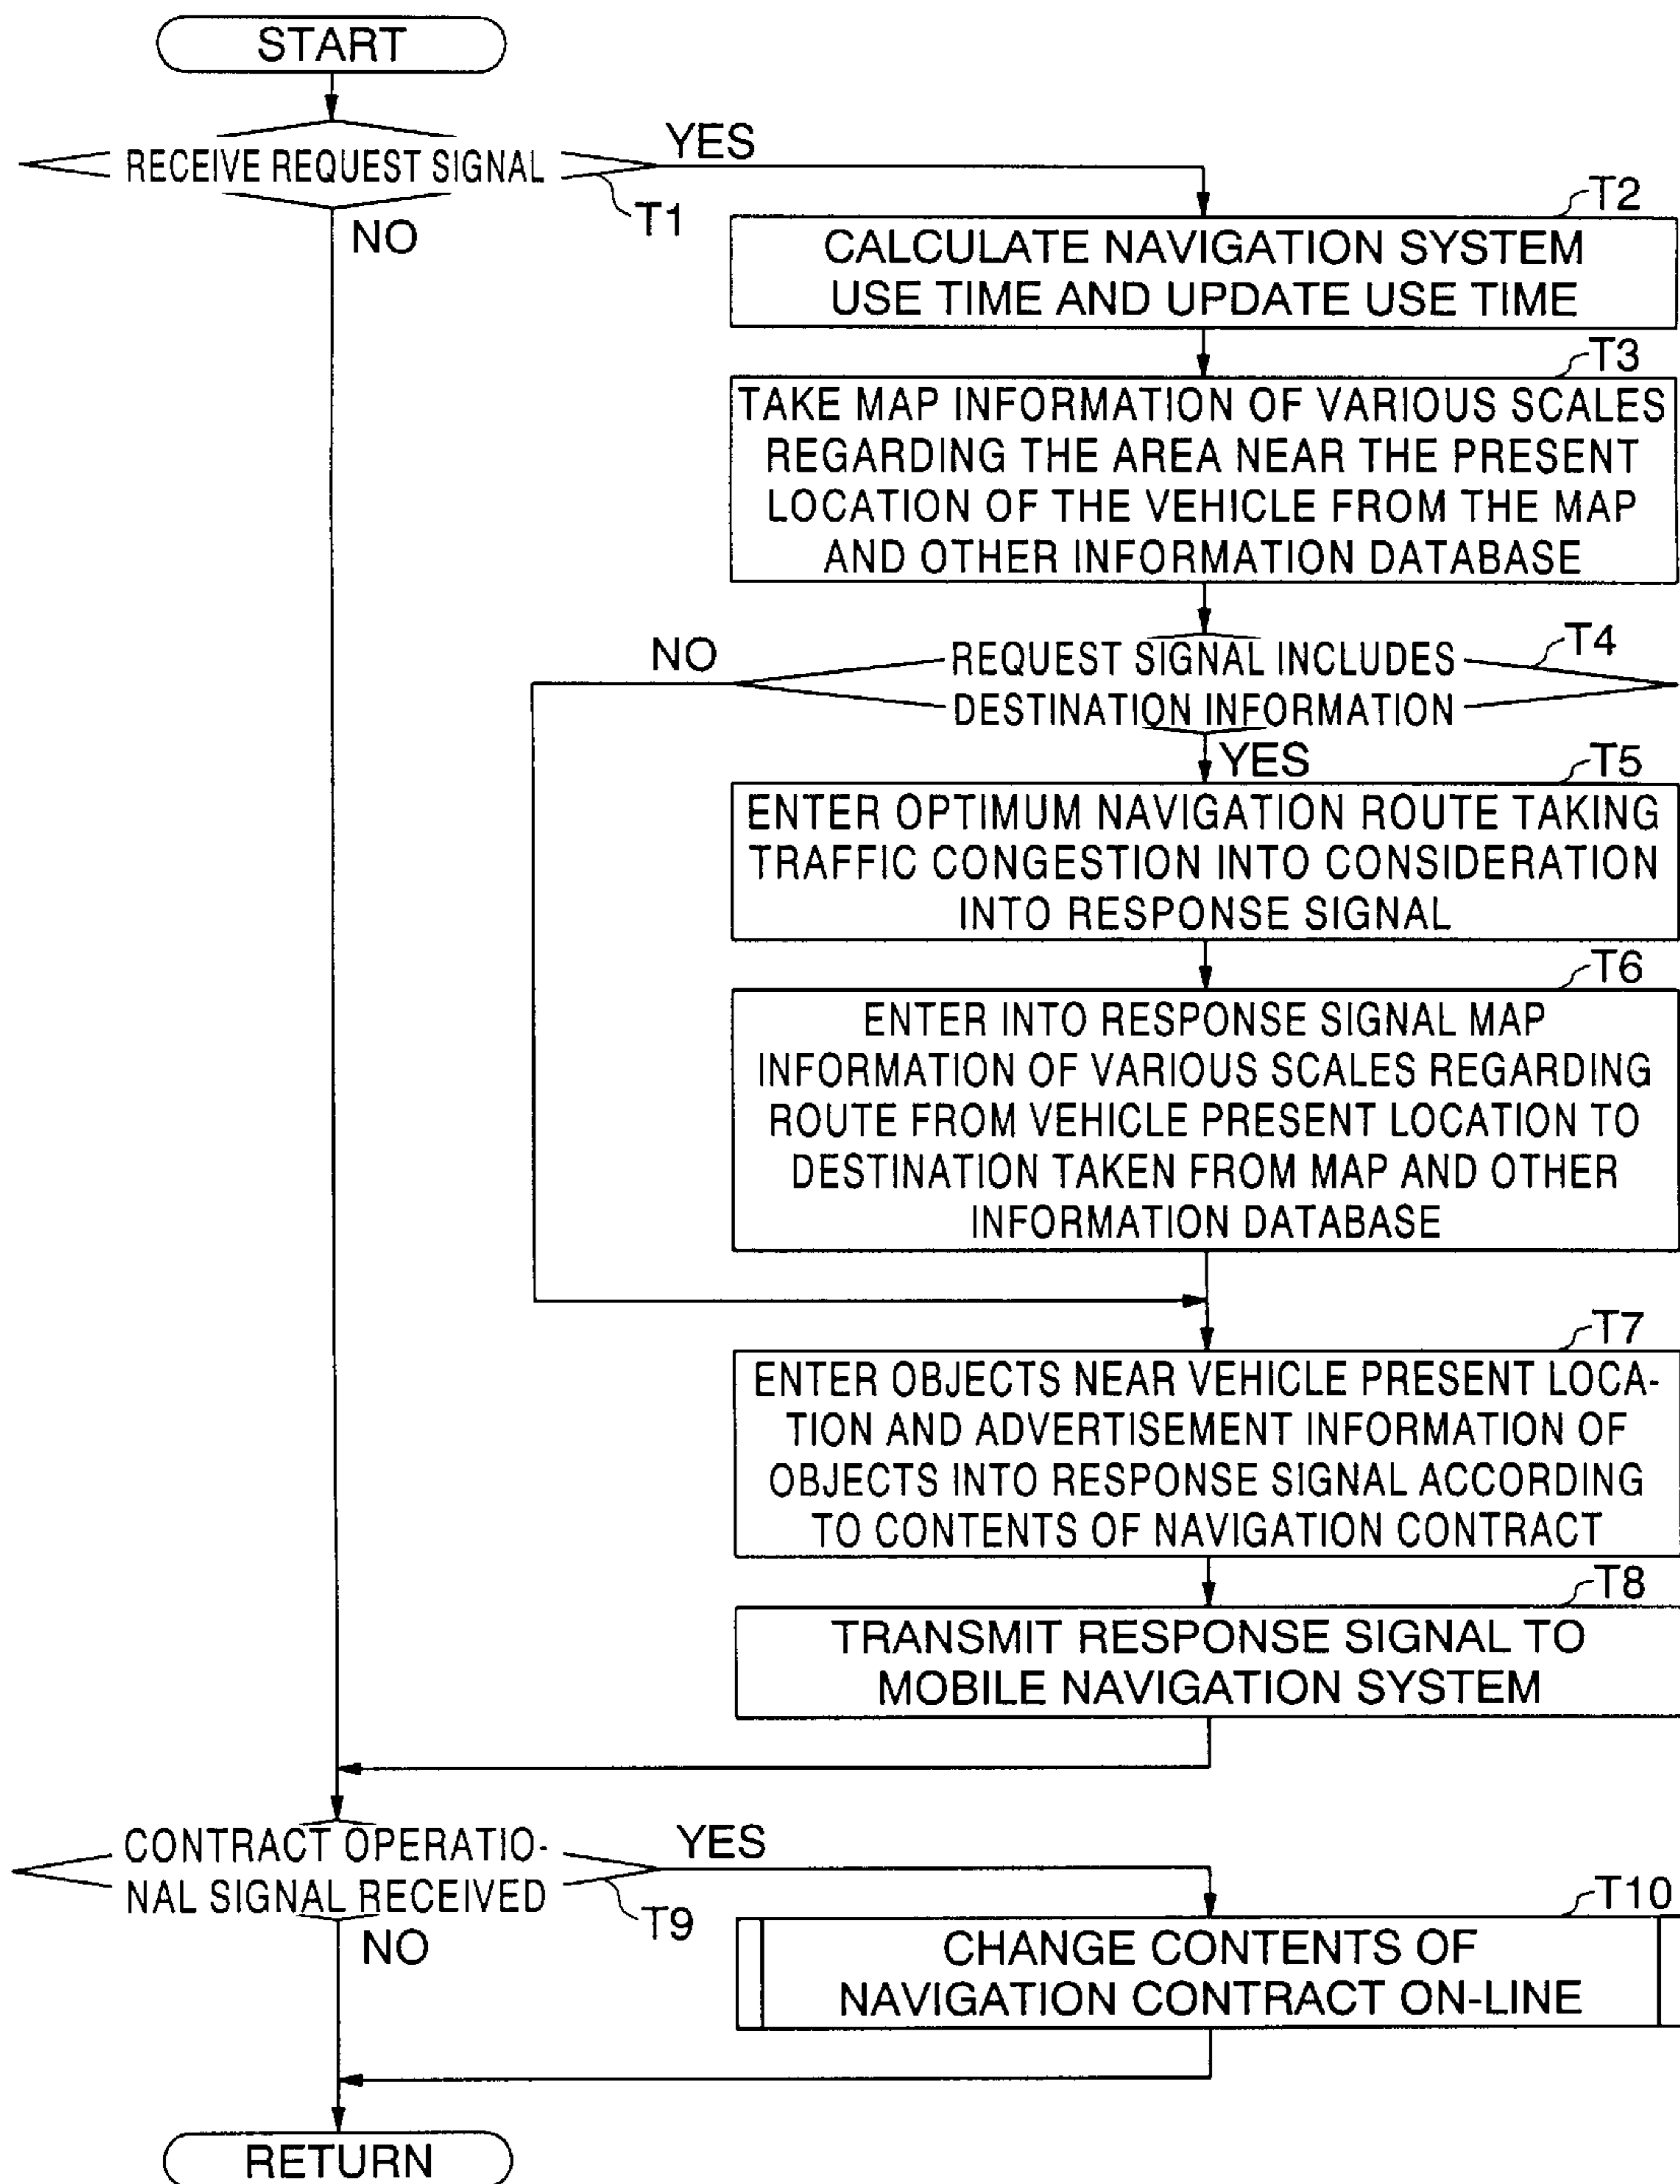 START
RECEIVE REQUEST SIGNAL
YES
T1
NO
T2
CALCULATE NAVIGATION SYSTEM
USE TIME AND UPDATE USE TIME
T3
TAKE MAP INFORMATION OF VARIOUS SCALES
REGARDING THE AREA NEAR THE PRESENT
LOCATION OF THE VEHICLE FROM THE MAP
AND OTHER INFORMATION DATABASE
T4
NO
REQUEST SIGNAL INCLUDES
DESTINATION INFORMATION
YES
T5
ENTER OPTIMUM NAVIGATION ROUTE TAKING
TRAFFIC CONGESTION INTO CONSIDERATION
INTO RESPONSE SIGNAL
T6
ENTER INTO RESPONSE SIGNAL MAP
INFORMATION OF VARIOUS SCALES REGARDING
ROUTE FROM VEHICLE PRESENT LOCATION TO
DESTINATION TAKEN FROM MAP AND OTHER
INFORMATION DATABASE
T7
ENTER OBJECTS NEAR VEHICLE PRESENT LOCA-
TION AND ADVERTISEMENT INFORMATION OF
OBJECTS INTO RESPONSE SIGNAL ACCORDING
TO CONTENTS OF NAVIGATION CONTRACT
T8
TRANSMIT RESPONSE SIGNAL TO
MOBILE NAVIGATION SYSTEM
CONTRACT OPERATIO-
NAL SIGNAL RECEIVED
YES
T9
NO
T10
CHANGE CONTENTS OF
NAVIGATION CONTRACT ON-LINE
RETURN